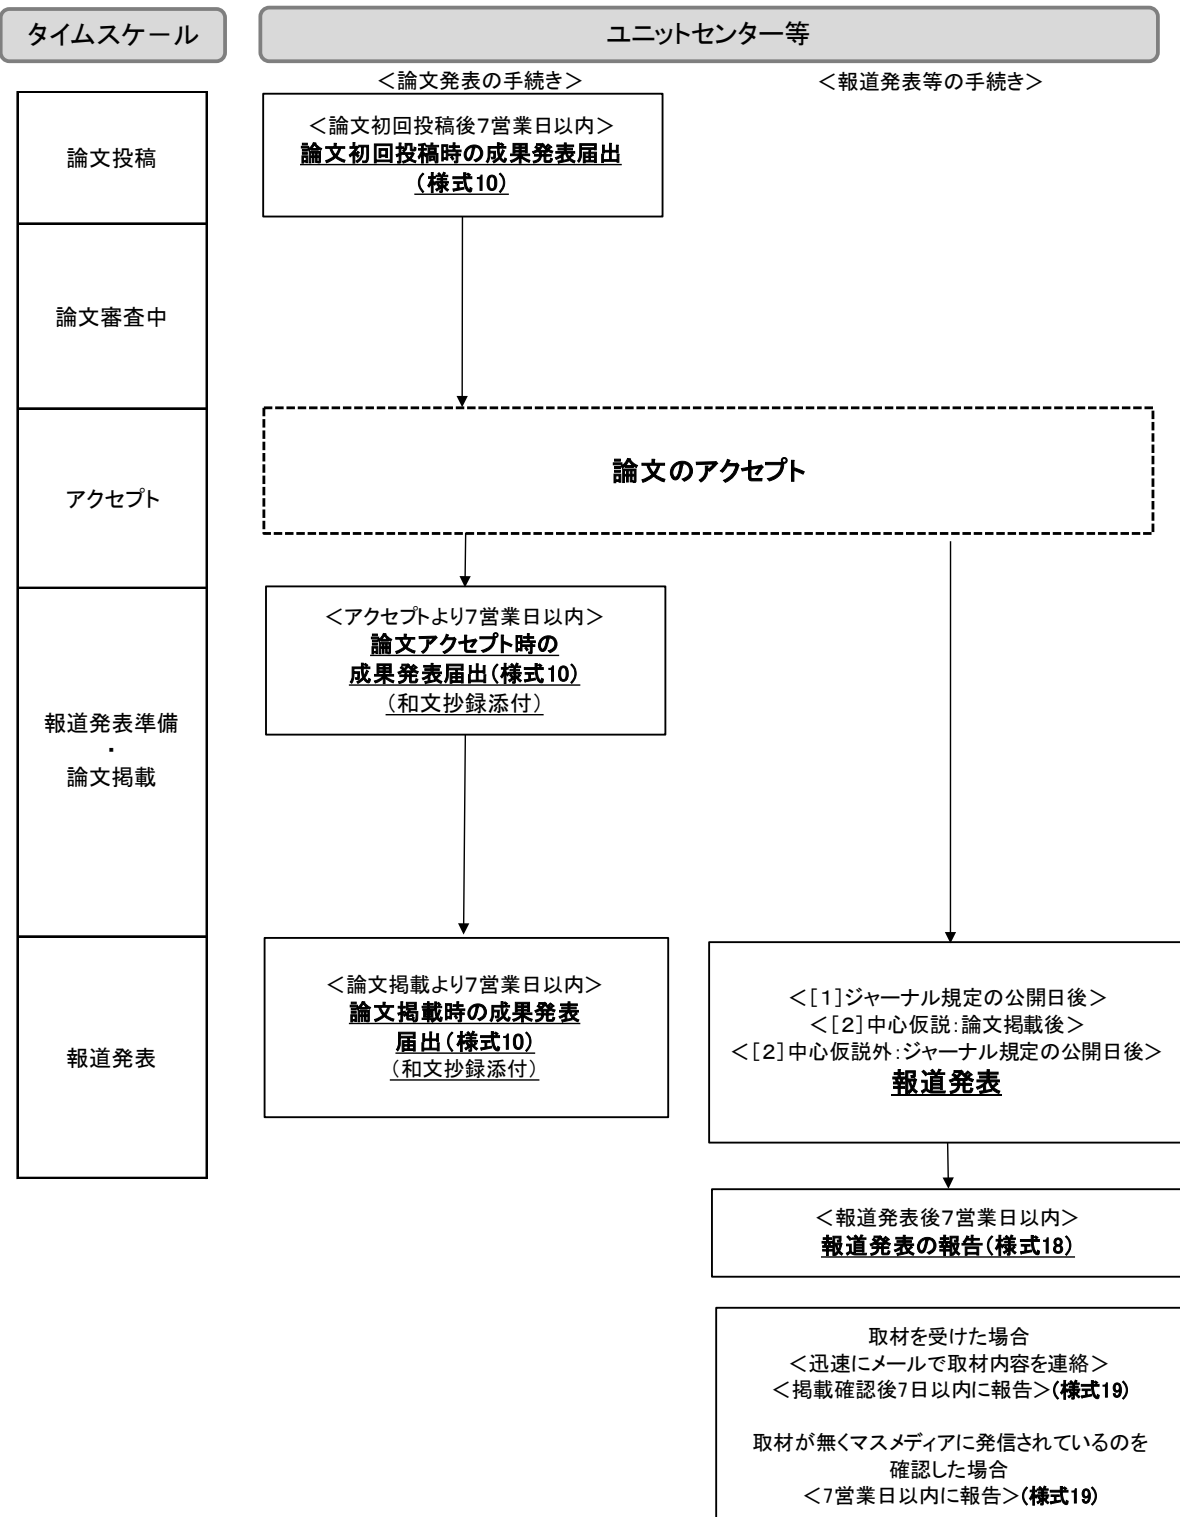 タイムスケール
ユニットセンター等
＜論文発表の手続き＞
＜報道発表等の手続き＞
論文投稿
＜論文初回投稿後7営業日以内＞
論文初回投稿時の成果発表届出
（様式10）
論文審査中
アクセプト
論文のアクセプト
報道発表準備
・
論文掲載
＜アクセプトより7営業日以内＞
論文アクセプト時の
成果発表届出（様式10）
（和文抄録添付）
報道発表
＜論文掲載より7営業日以内＞
論文掲載時の成果発表
届出（様式10）
（和文抄録添付）
＜[1]ジャーナル規定の公開日後＞
＜[2]中心仮説：論文掲載後＞
＜[2]中心仮説外：ジャーナル規定の公開日後＞
報道発表
＜報道発表後7営業日以内＞
報道発表の報告（様式18）
取材を受けた場合
＜迅速にメールで取材内容を連絡＞
＜掲載確認後7日以内に報告＞（様式19）
取材が無くマスメディアに発信されているのを
確認した場合
＜7営業日以内に報告＞（様式19）